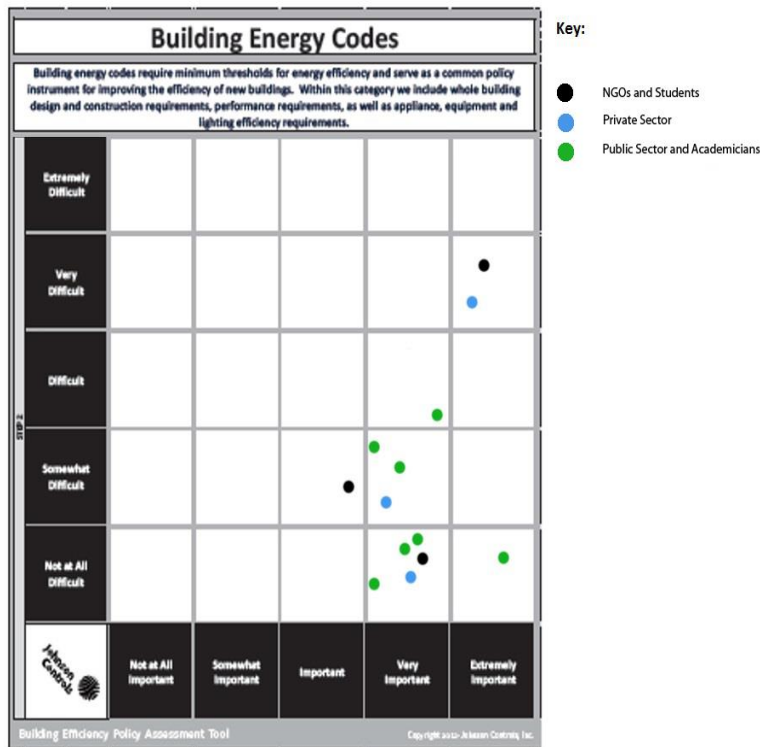 Building Energy Codes
Building energy codes require minimum thresholds for energy efficiency and serve as a common policy
instrument for improving the efficiency of new buildings. Within this category we include whole building
design and construction requirements, performance requirements, as well as appliance, equipment and
lighting efficiency requirements.
Key:
NGOs and Students
Private Sector
Public Sector and Academicians
Extremely
Difficult
Very
Difficult
Difficult
Somewhat
Difficult
Not at All
Difficult
STEP 2
Johnson
Controls
Not at All
Important
Somewhat
Important
Important
Very
Important
Extremely
Important
Building Efficiency Policy Assessment Tool
Copyright 2012- Johnson Controls, Inc.